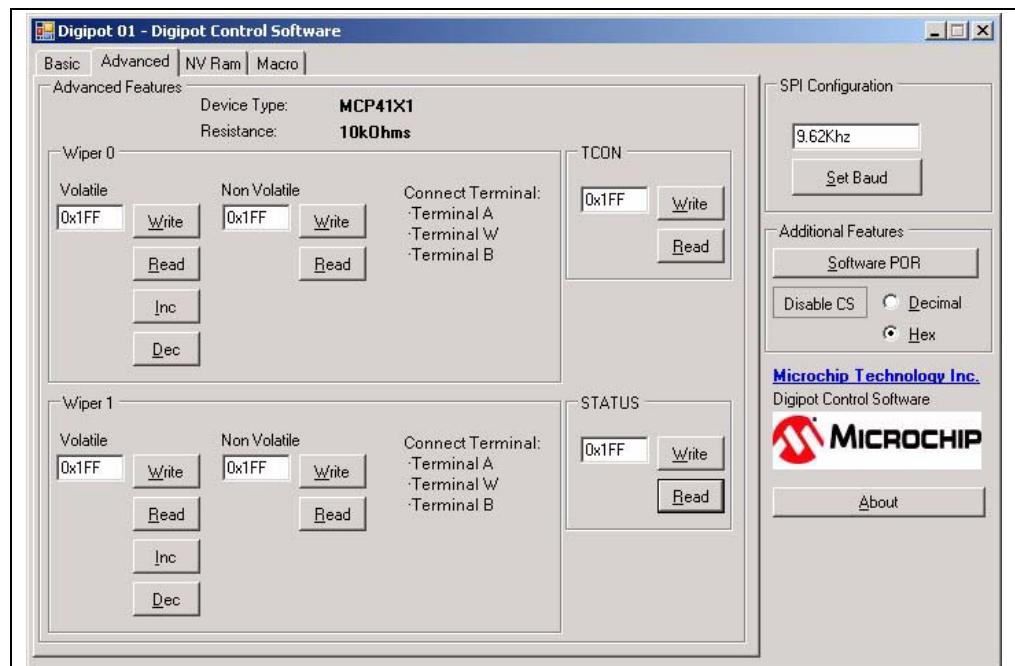 Digipot 01 - Digipot Control Software
Basic Advanced NV Ram Macro
Advanced Features
Device Type: MCP41X1
Resistance: 10kOhms
Wiper 0
Volatile
0x1FF
Write
Read
Inc
Dec
Non Volatile
0x1FF
Write
Read
Connect Terminal:
·Terminal A
·Terminal W
·Terminal B
TCON
0x1FF
Write
Read
Wiper 1
Volatile
0x1FF
Write
Read
Inc
Dec
Non Volatile
0x1FF
Write
Read
Connect Terminal:
·Terminal A
·Terminal W
·Terminal B
STATUS
0x1FF
Write
Read
SPI Configuration
9.62Khz
Set Baud
Additional Features
Software POR
Disable CS
Decimal
Hex
Microchip Technology Inc.
Digipot Control Software
MICROCHIP
About